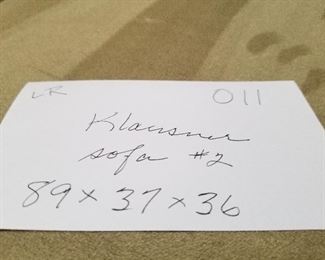 LR 011
Klausner
sofa #2
89 x 37 x 36